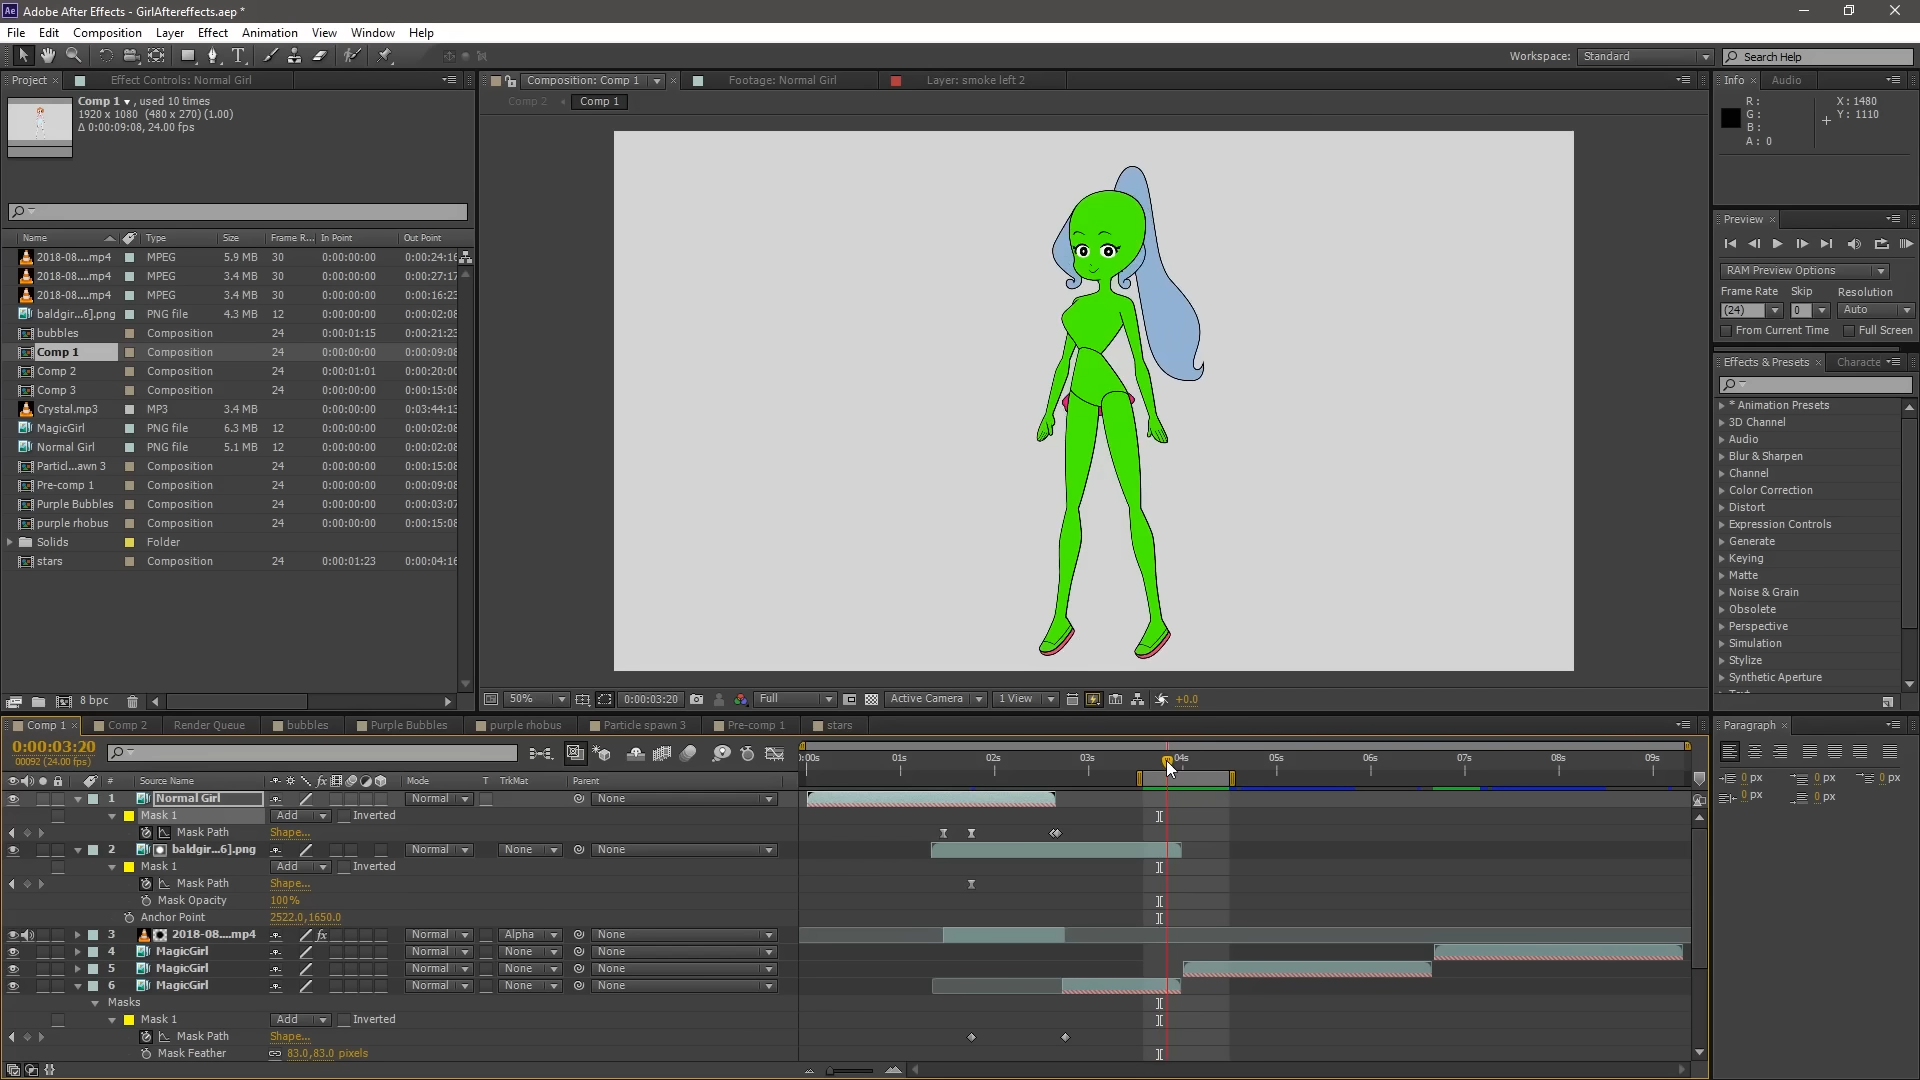 Adobe After Effects - GirlAftereffects.aep *
File Edit Composition Layer Effect Animation View Window Help
Workspace: Standard Search Help
Project Effect Controls: Normal Girl
Composition: Comp 1 Footage: Normal Girl Layer: smoke left 2
Info Audio
Comp 1 , used 10 times
1920 x 1080 (480 x 270) (1.00)
Δ 0:00:09:08, 24.00 fps
Comp 2 Comp 1
R: X: 1480
G: Y: 1110
B:
A: 0
Name Type Size Frame R... In Point Out Point
2018-08....mp4 MPEG 5.9 MB 30 0:00:00:00 0:00:24:16
2018-08....mp4 MPEG 3.4 MB 30 0:00:00:00 0:00:27:17
2018-08....mp4 MPEG 3.4 MB 30 0:00:00:00 0:00:16:23
baldgir...6].png PNG file 4.3 MB 12 0:00:00:00 0:00:02:08
bubbles Composition 24 0:00:01:15 0:00:21:23
Comp 1 Composition 24 0:00:00:00 0:00:09:08
Comp 2 Composition 24 0:00:01:01 0:00:20:00
Comp 3 Composition 24 0:00:00:00 0:00:15:08
Crystal.mp3 MP3 3.4 MB 0:00:00:00 0:03:44:13
MagicGirl PNG file 6.3 MB 12 0:00:00:00 0:00:02:08
Normal Girl PNG file 5.1 MB 12 0:00:00:00 0:00:02:08
Particl...awn 3 Composition 24 0:00:00:00 0:00:15:08
Pre-comp 1 Composition 24 0:00:00:00 0:00:09:08
Purple Bubbles Composition 24 0:00:00:00 0:00:03:07
purple rhobus Composition 24 0:00:00:00 0:00:15:08
Solids Folder
stars Composition 24 0:00:01:23 0:00:04:16
8 bpc
50% 0:00:03:20 Full Active Camera 1 View +0.0
Preview
RAM Preview Options
Frame Rate Skip Resolution
(24) 0 Auto
From Current Time Full Screen
Effects & Presets Characte
* Animation Presets
3D Channel
Audio
Blur & Sharpen
Channel
Color Correction
Distort
Expression Controls
Generate
Keying
Matte
Noise & Grain
Obsolete
Perspective
Simulation
Stylize
Synthetic Aperture
Comp 1 Comp 2 Render Queue bubbles Purple Bubbles purple rhobus Particle spawn 3 Pre-comp 1 stars
Paragraph
0:00:03:20
00092 (24.00 fps)
:00s 01s 02s 03s 04s 05s 06s 07s 08s 09s
# Source Name Mode T TrkMat Parent
1 Normal Girl Normal None
Mask 1 Add Inverted
Mask Path Shape...
2 baldgir...6].png Normal None None
Mask 1 Add Inverted
Mask Path Shape...
Mask Opacity 100%
Anchor Point 2522.0,1650.0
3 2018-08....mp4 fx Normal Alpha None
4 MagicGirl Normal None None
5 MagicGirl Normal None None
6 MagicGirl Normal None None
Masks
Mask 1 Add Inverted
Mask Path Shape...
Mask Feather 83.0,83.0 pixels
0 px 0 px 0 px
0 px 0 px